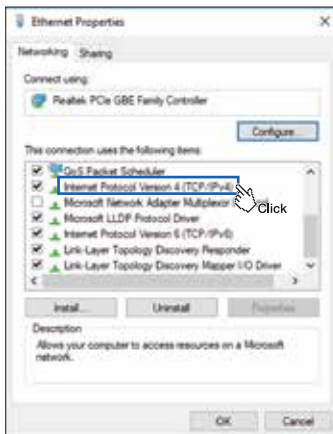 Ethernet Properties
Networking Sharing
Connect using:
Realtek PCIe GBE Family Controller
Configure...
This connection uses the following items:
QoS Packet Scheduler
Internet Protocol Version 4 (TCP/IPv4)
Microsoft Network Adapter Multiplexor
Click
Microsoft LLDP Protocol Driver
Internet Protocol Version 6 (TCP/IPv6)
Link-Layer Topology Discovery Responder
Link-Layer Topology Discovery Mapper I/O Driver
Install... Uninstall Properties
Description
Allows your computer to access resources on a Microsoft
network.
OK Cancel